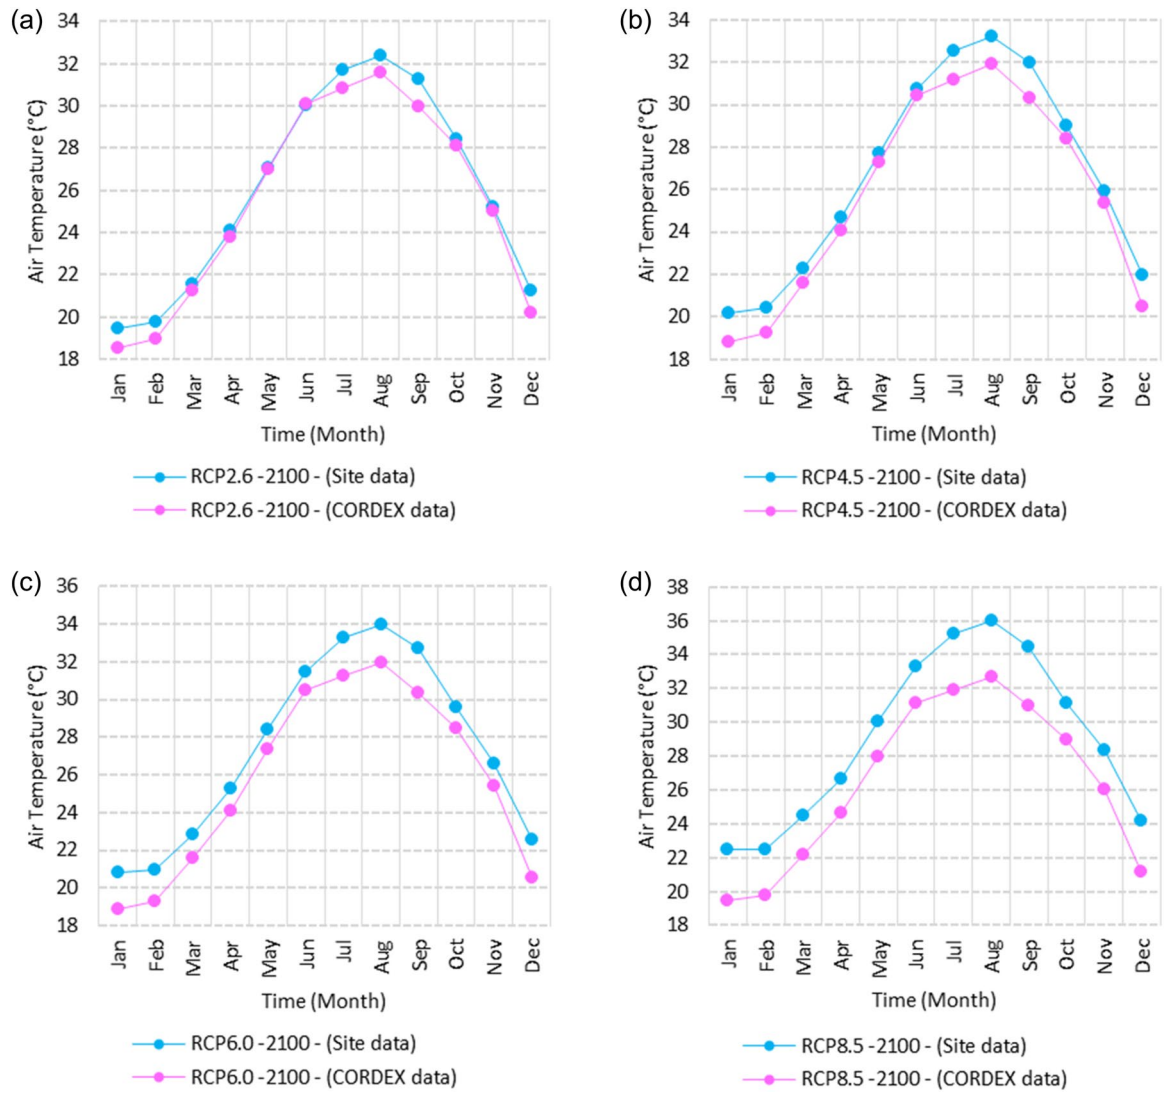 (a)
34
32
30
28
26
24
22
20
18
Air Temperature (°C)
Jan Feb Mar Apr May Jun Jul Aug Sep Oct Nov Dec
Time (Month)
RCP2.6 -2100 - (Site data)
RCP2.6 -2100 - (CORDEX data)
(b)
34
32
30
28
26
24
22
20
18
Air Temperature (°C)
Jan Feb Mar Apr May Jun Jul Aug Sep Oct Nov Dec
Time (Month)
RCP4.5 -2100 - (Site data)
RCP4.5 -2100 - (CORDEX data)
(c)
36
34
32
30
28
26
24
22
20
18
Air Temperature (°C)
Jan Feb Mar Apr May Jun Jul Aug Sep Oct Nov Dec
Time (Month)
RCP6.0 -2100 - (Site data)
RCP6.0 -2100 - (CORDEX data)
(d)
38
36
34
32
30
28
26
24
22
20
18
Air Temperature (°C)
Jan Feb Mar Apr May Jun Jul Aug Sep Oct Nov Dec
Time (Month)
RCP8.5 -2100 - (Site data)
RCP8.5 -2100 - (CORDEX data)